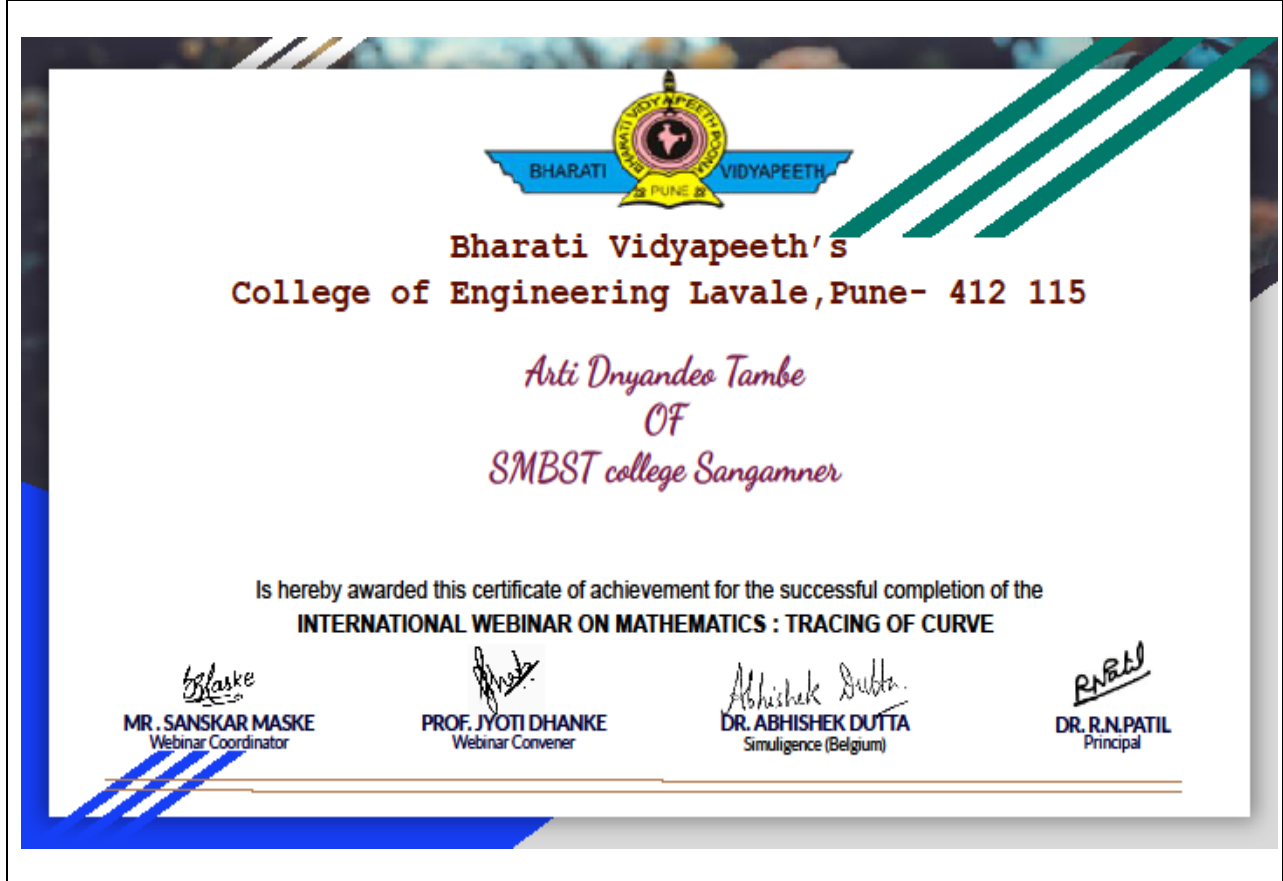 BHARATI VIDYAPEETH POONA
BHARATI
VIDYAPEETH
PUNE
Bharati Vidyapeeth's
College of Engineering Lavale,Pune- 412 115
Arti Dnyandeo Tambe
OF
SMBST college Sangamner
Is hereby awarded this certificate of achievement for the successful completion of the
INTERNATIONAL WEBINAR ON MATHEMATICS : TRACING OF CURVE
Abhishek Dutta.
RNPatil
MR . SANSKAR MASKE
PROF. JYOTI DHANKE
DR. ABHISHEK DUTTA
DR. R.N.PATIL
Webinar Coordinator
Webinar Convener
Simuligence (Belgium)
Principal